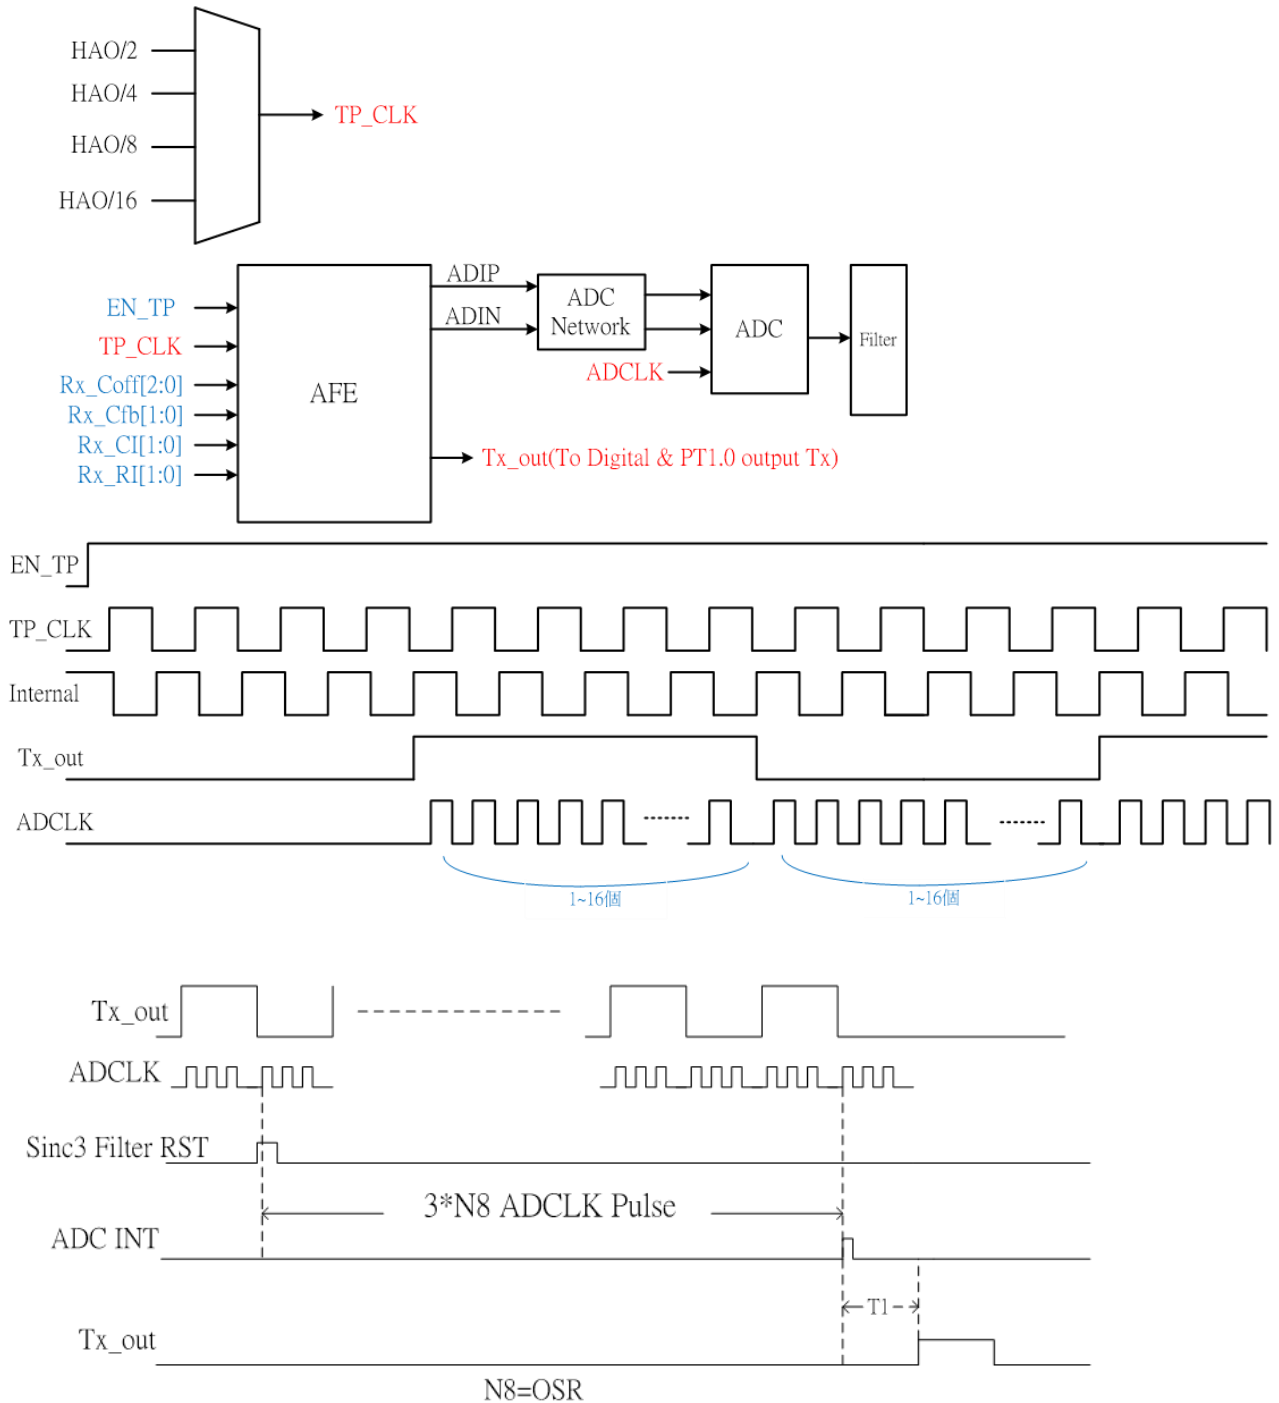 HAO/2
HAO/4
HAO/8
HAO/16
TP_CLK
EN_TP
TP_CLK
Rx_Coff[2:0]
Rx_Cfb[1:0]
Rx_CI[1:0]
Rx_RI[1:0]
AFE
ADIP
ADIN
ADC
Network
ADCLK
ADC
Filter
Tx_out(To Digital & PT1.0 output Tx)
EN_TP
TP_CLK
Internal
Tx_out
ADCLK
1~16個
1~16個
Tx_out
ADCLK
Sinc3 Filter RST
3*N8 ADCLK Pulse
ADC INT
T1
Tx_out
N8=OSR